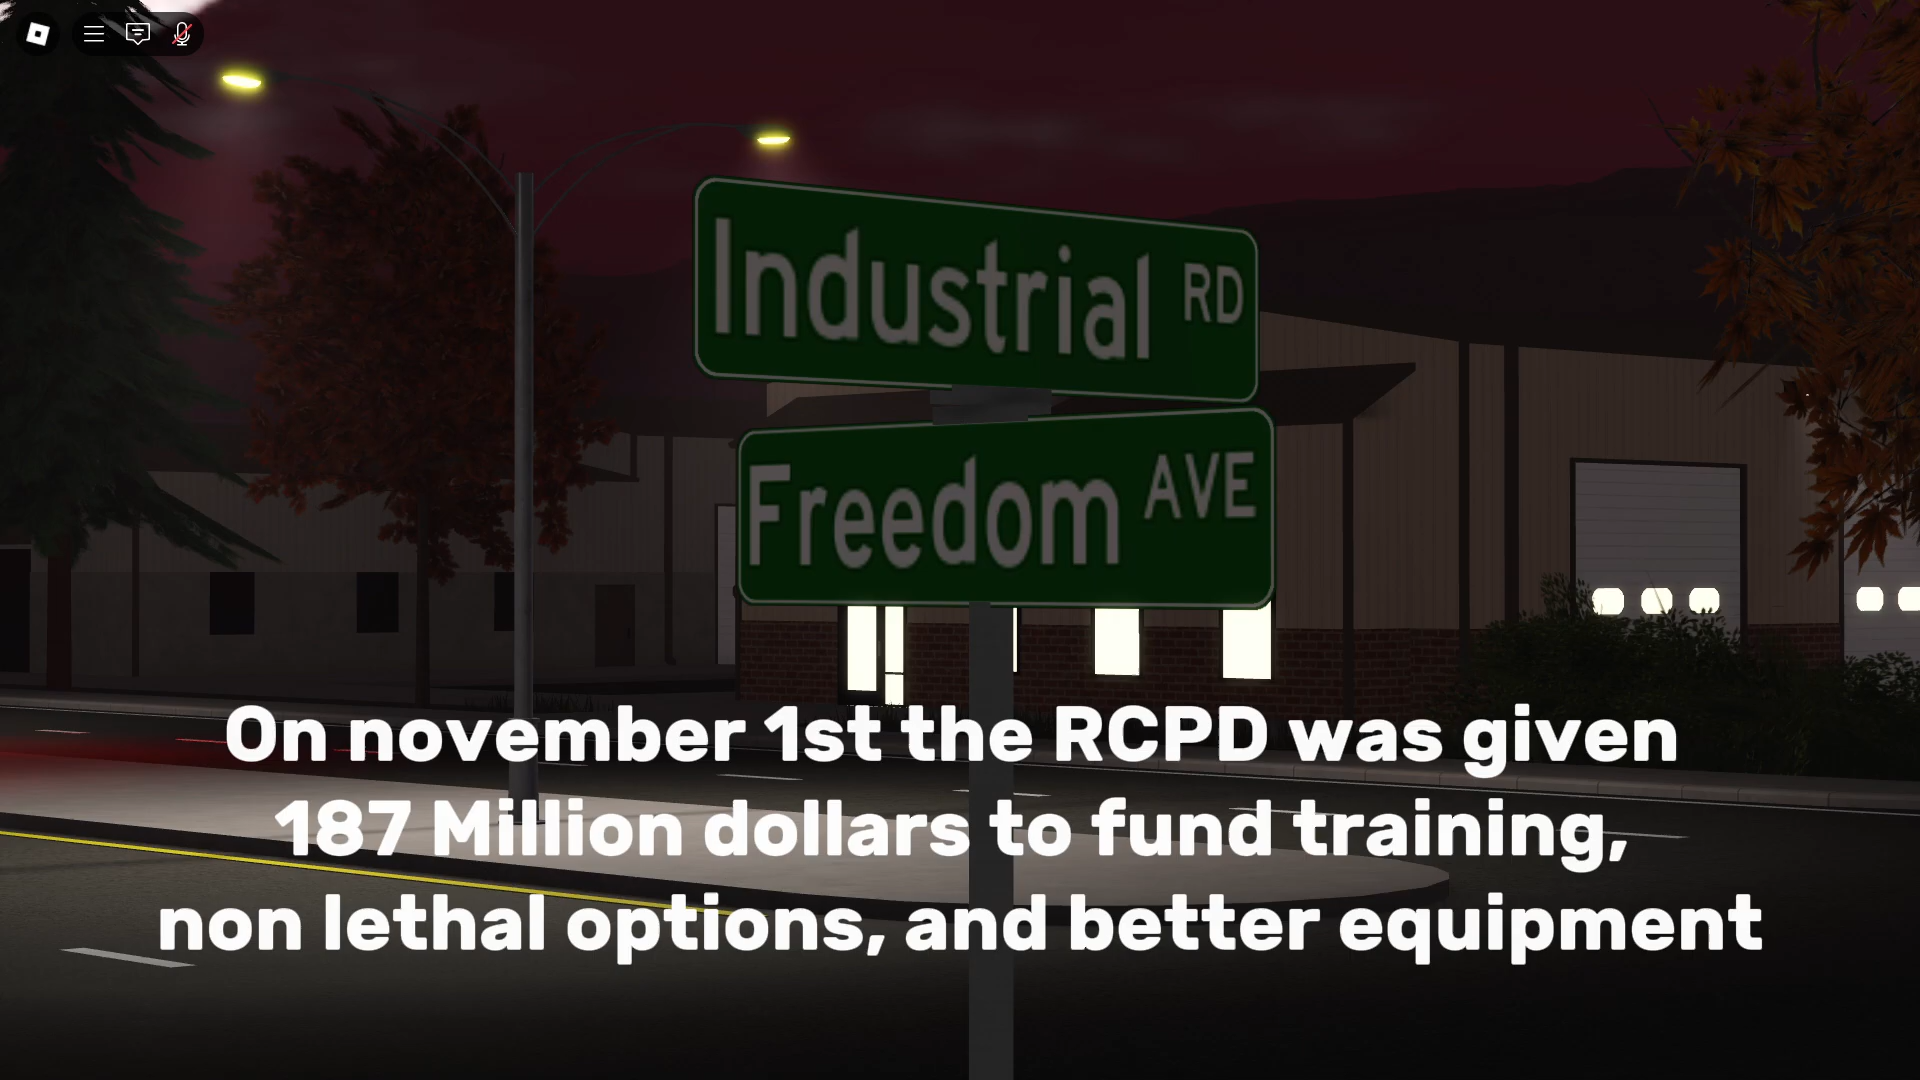 Industrial RD
Freedom AVE
On november 1st the RCPD was given
187 Million dollars to fund training,
non lethal options, and better equipment